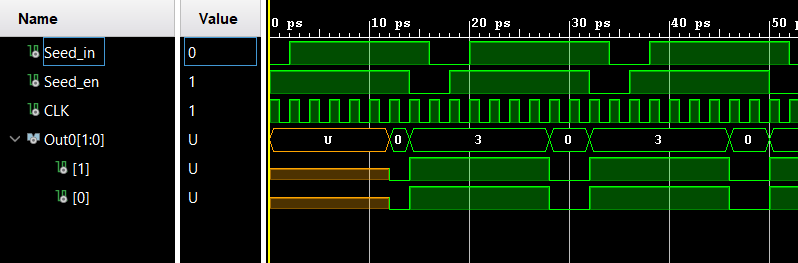 Name Value 0 ps 10 ps 20 ps 30 ps 40 ps 50 ps
Seed_in 0
Seed_en 1
CLK 1
Out0[1:0] U U 0 3 0 3 0
[1] U
[0] U